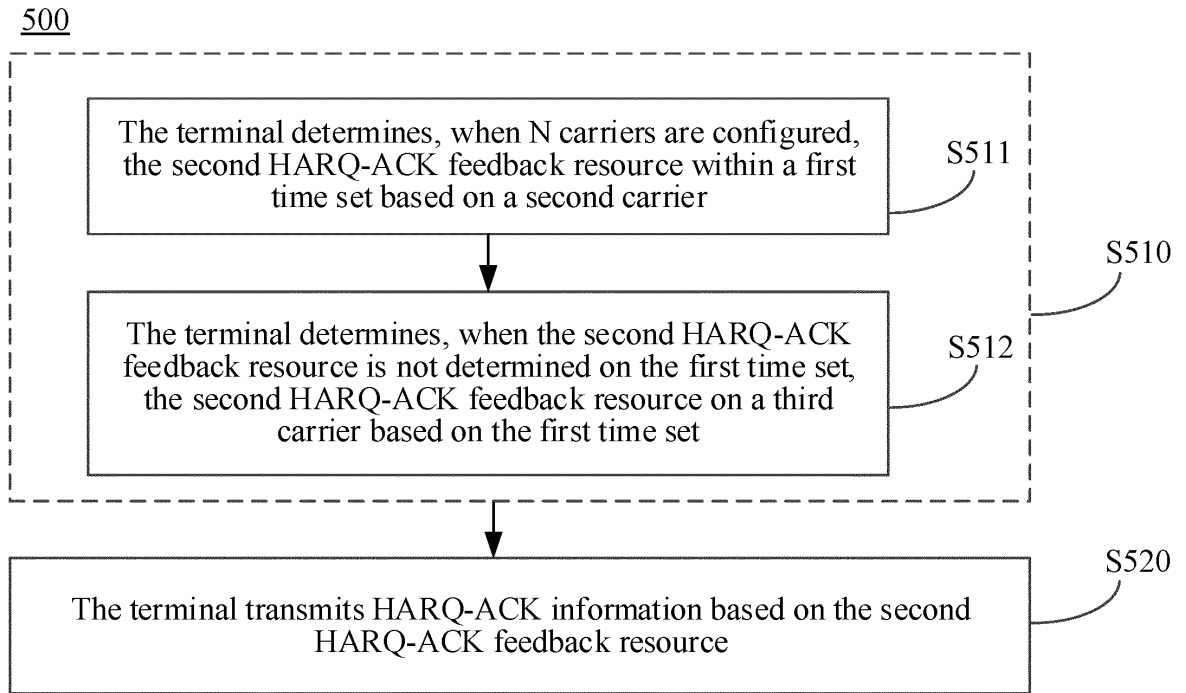 500
The terminal determines, when N carriers are configured,
the second HARQ-ACK feedback resource within a first
time set based on a second carrier
S511
S510
The terminal determines, when the second HARQ-ACK
feedback resource is not determined on the first time set,
the second HARQ-ACK feedback resource on a third
carrier based on the first time set
S512
The terminal transmits HARQ-ACK information based on the second
HARQ-ACK feedback resource
S520